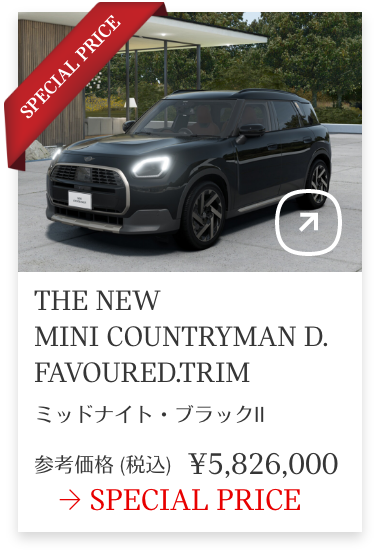 SPECIAL PRICE
THE NEW
MINI COUNTRYMAN D.
FAVOURED.TRIM
ミッドナイト・ブラックII
参考価格 (税込) ¥5,826,000
→ SPECIAL PRICE